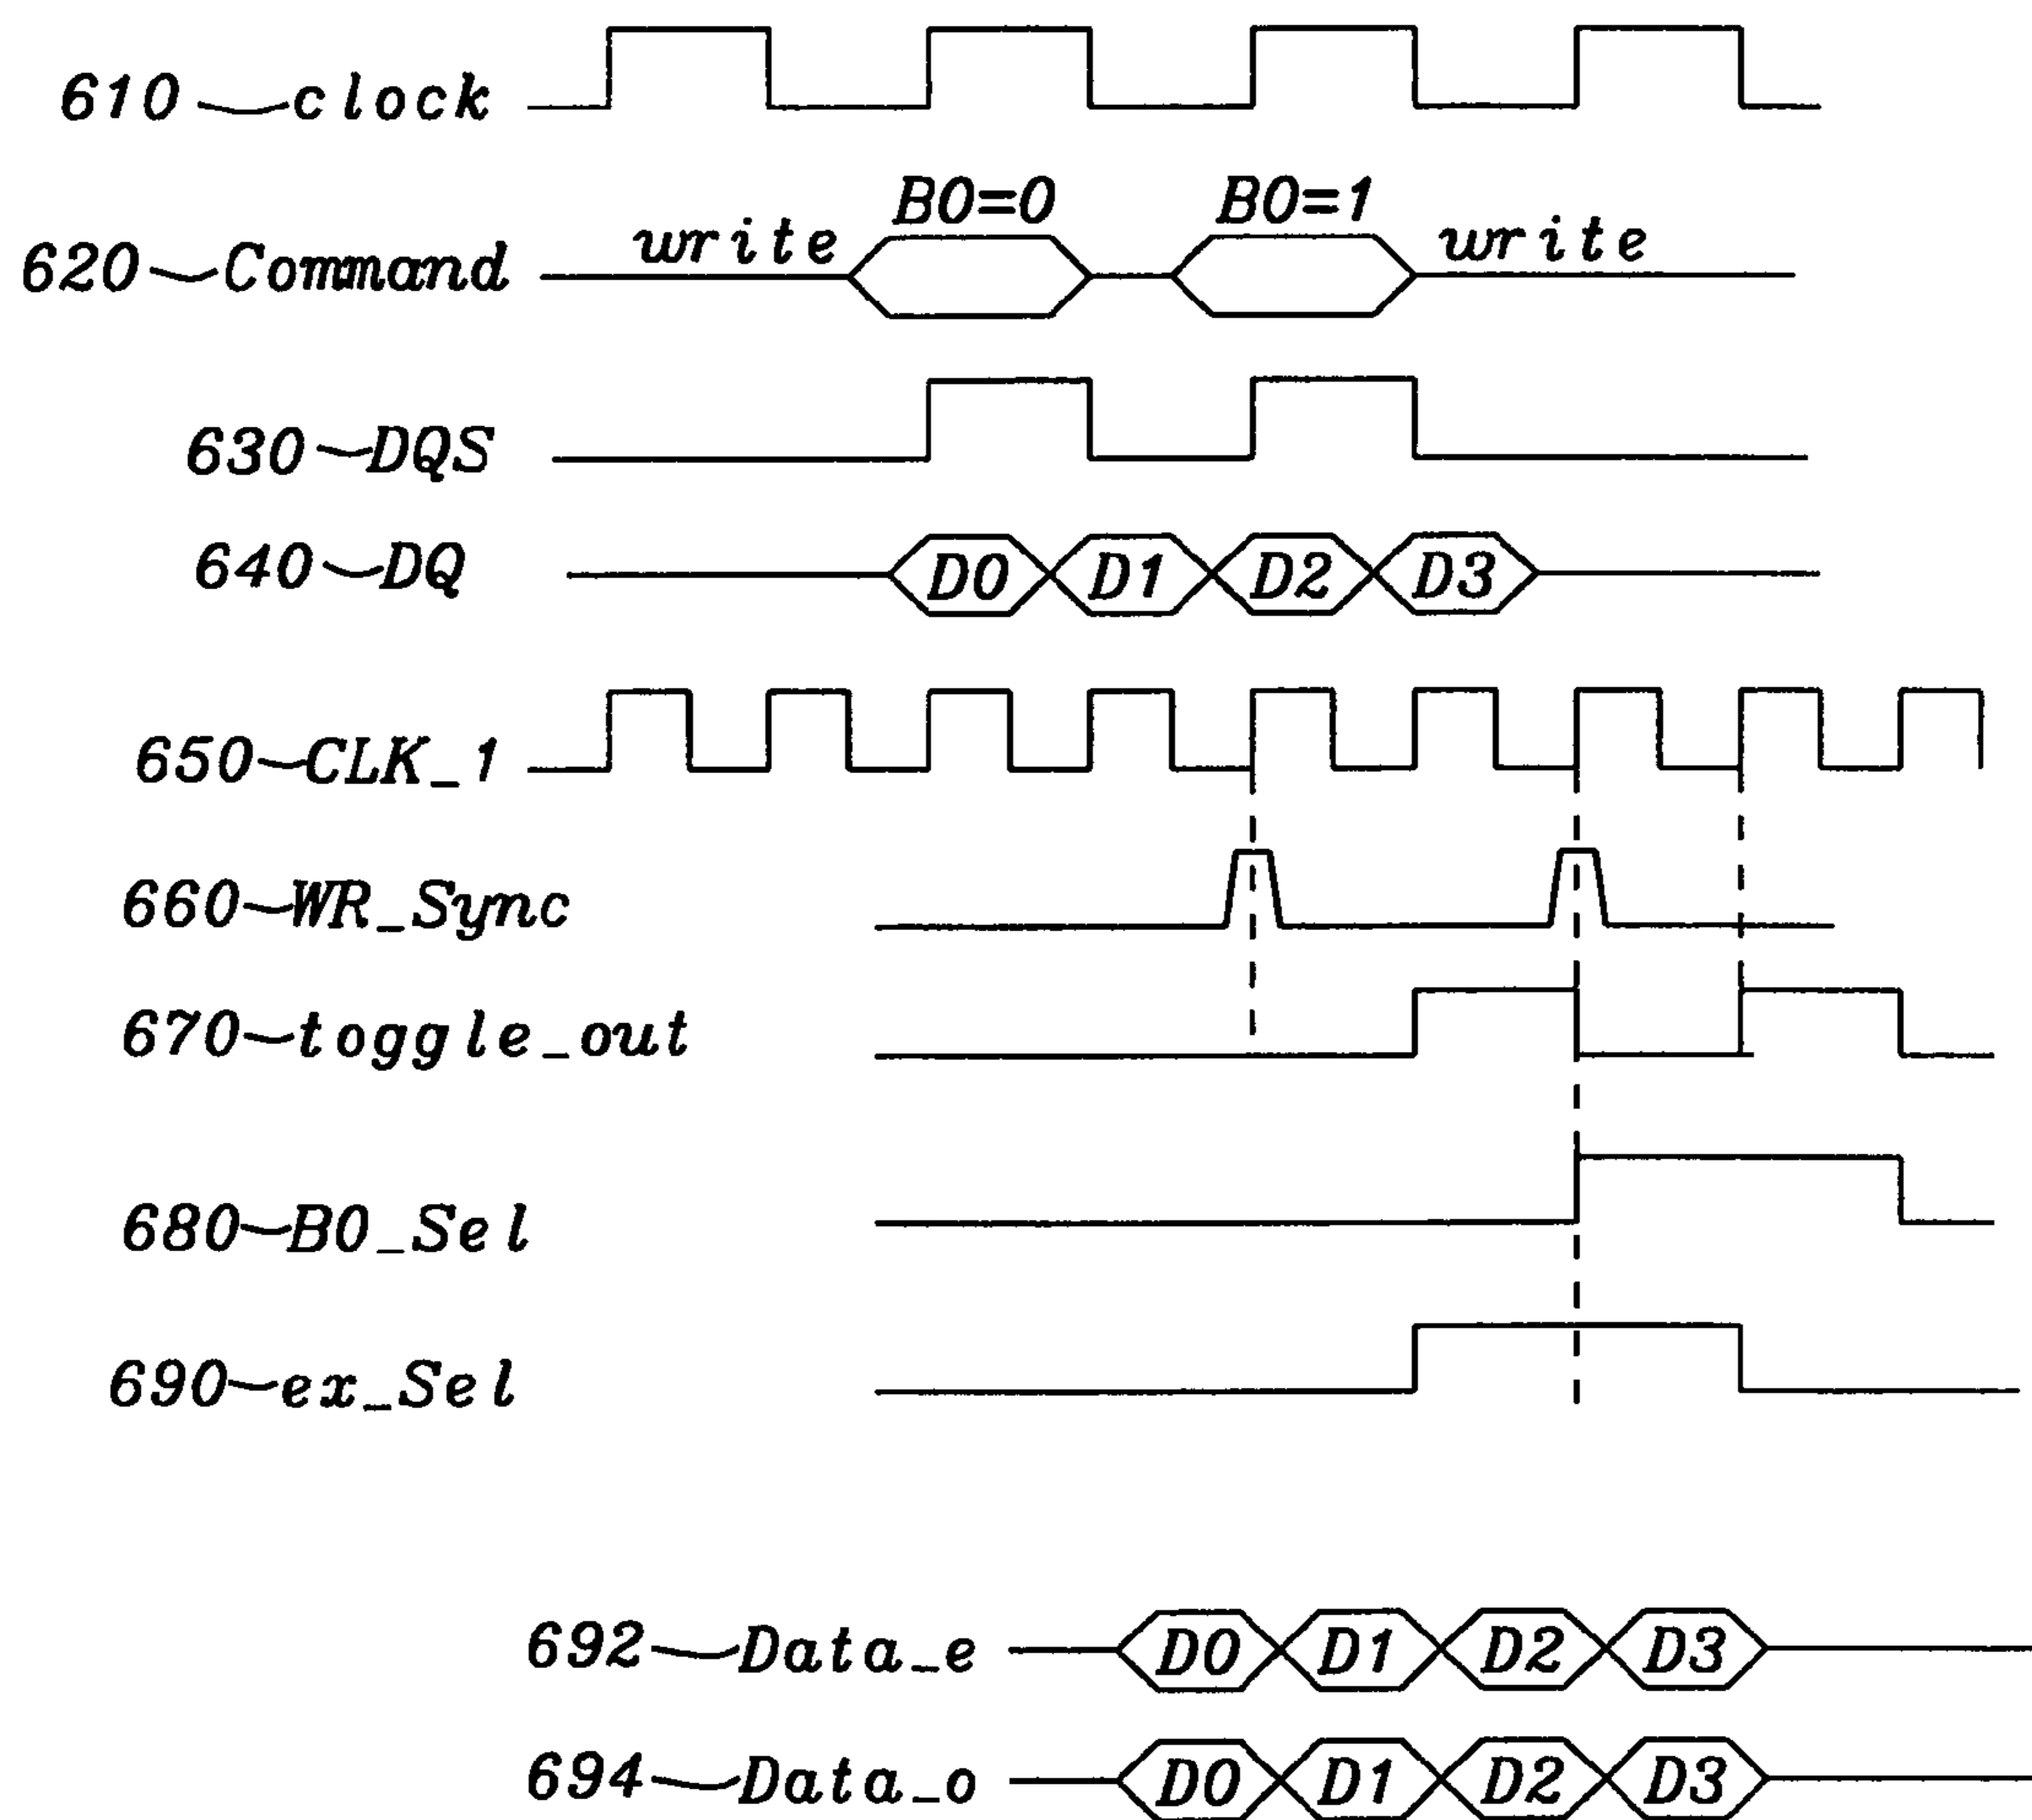 610 clock
B0=0 B0=1
620 Command write write
630 DQS
640 DQ D0 D1 D2 D3
650 CLK_1
660 WR_Sync
670 toggle_out
680 B0_Sel
690 ex_Sel
692 Data_e D0 D1 D2 D3
694 Data_o D0 D1 D2 D3